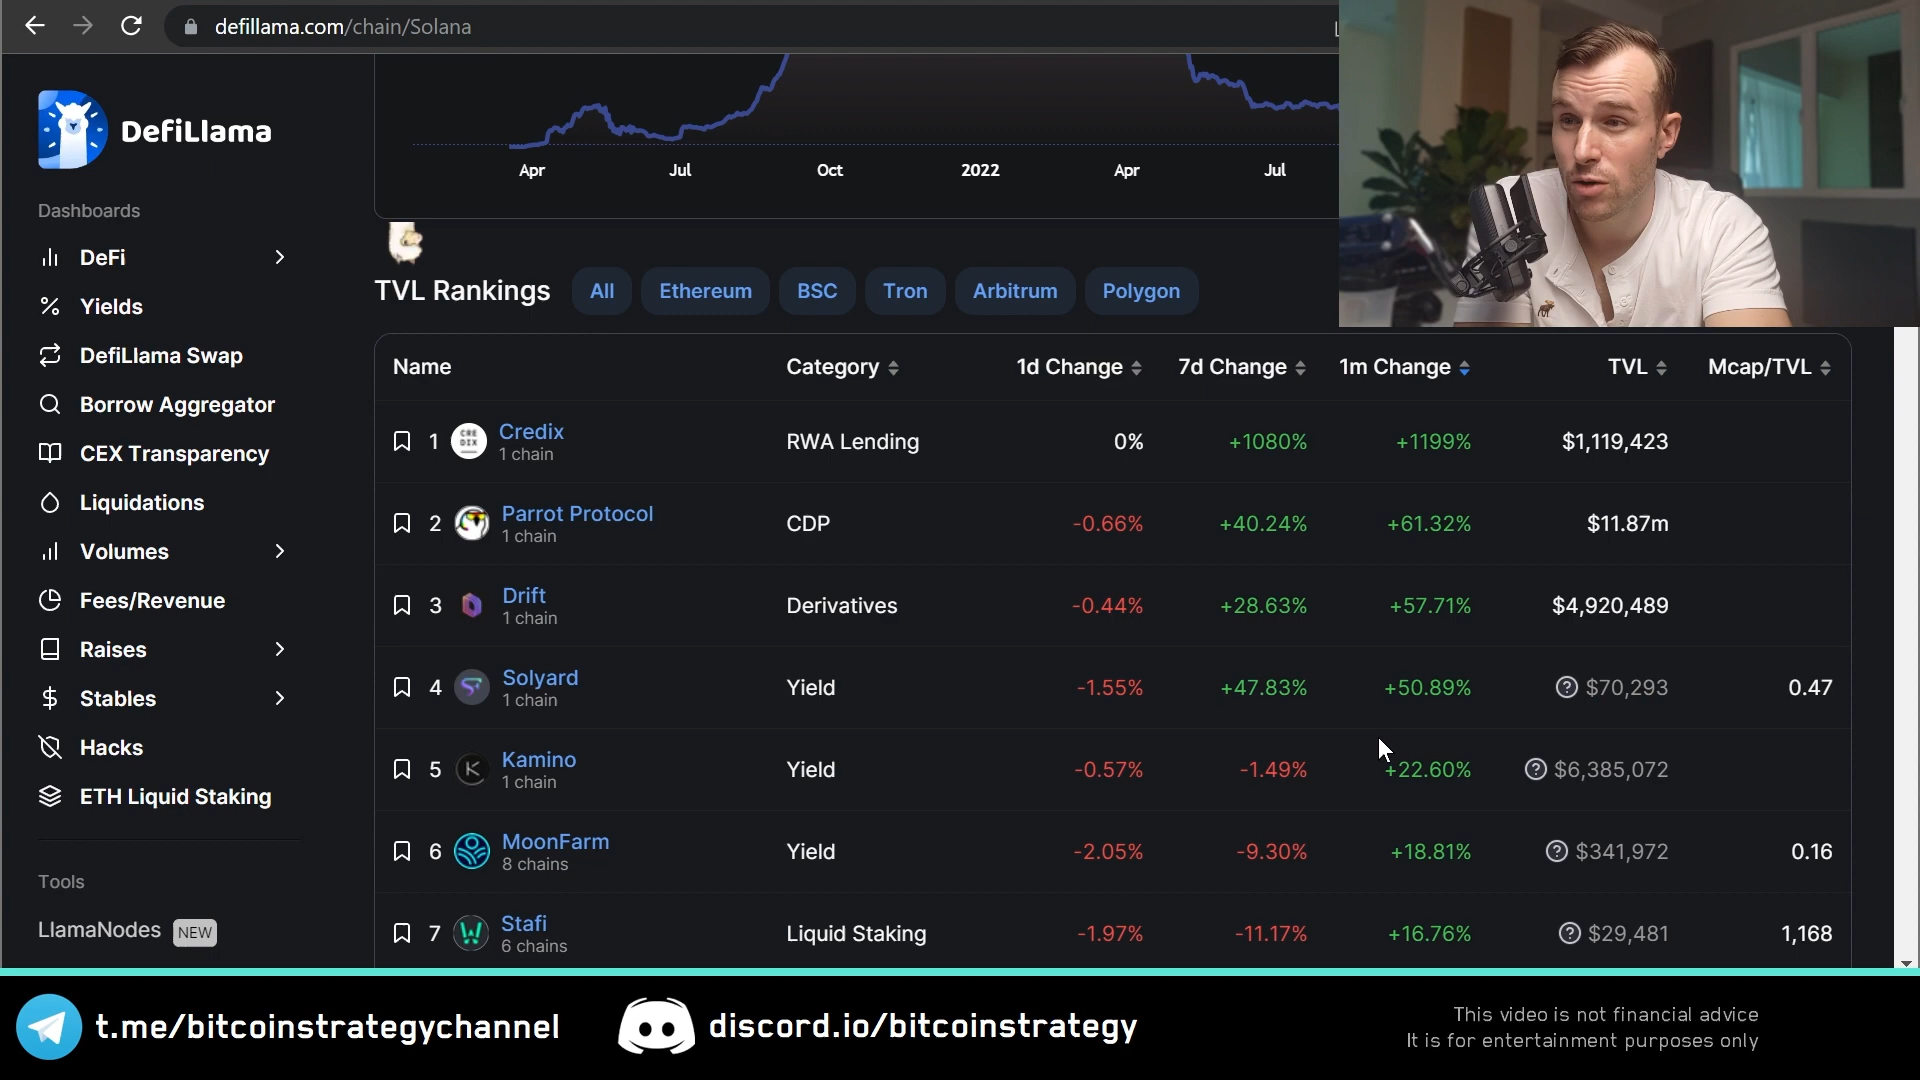 defillama.com/chain/Solana
DefiLlama
Dashboards
DeFi
Yields
DefiLlama Swap
Borrow Aggregator
CEX Transparency
Liquidations
Volumes
Fees/Revenue
Raises
Stables
Hacks
ETH Liquid Staking
Tools
LlamaNodes NEW
Apr Jul Oct 2022 Apr Jul
TVL Rankings All Ethereum BSC Tron Arbitrum Polygon
Name Category 1d Change 7d Change 1m Change TVL Mcap/TVL
1 CRE DIX Credix RWA Lending 0% +1080% +1199% $1,119,423
1 chain
2 Parrot Protocol CDP -0.66% +40.24% +61.32% $11.87m
1 chain
3 Drift Derivatives -0.44% +28.63% +57.71% $4,920,489
1 chain
4 Solyard Yield -1.55% +47.83% +50.89% ? $70,293 0.47
1 chain
5 Kamino Yield -0.57% -1.49% +22.60% ? $6,385,072
1 chain
6 MoonFarm Yield -2.05% -9.30% +18.81% ? $341,972 0.16
8 chains
7 Stafi Liquid Staking -1.97% -11.17% +16.76% ? $29,481 1,168
6 chains
t.me/bitcoinstrategychannel
discord.io/bitcoinstrategy
This video is not financial advice
It is for entertainment purposes only